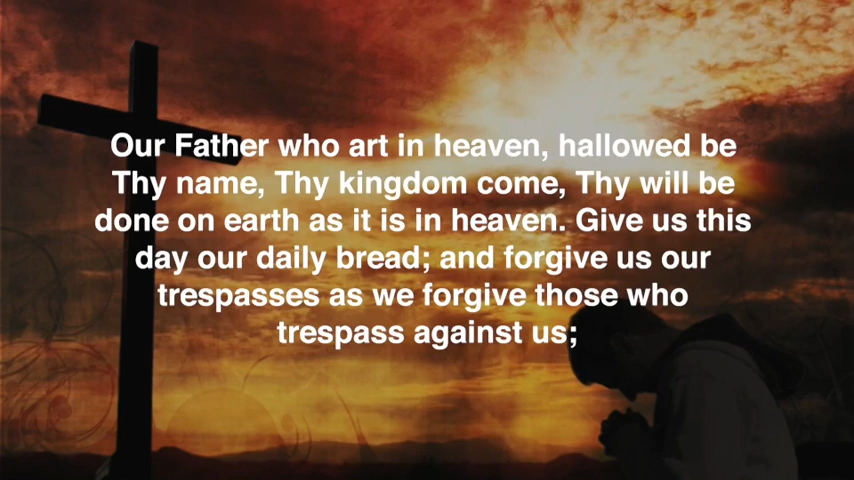 Our Father who art in heaven, hallowed be
Thy name, Thy kingdom come, Thy will be
done on earth as it is in heaven. Give us this
day our daily bread; and forgive us our
trespasses as we forgive those who
trespass against us;